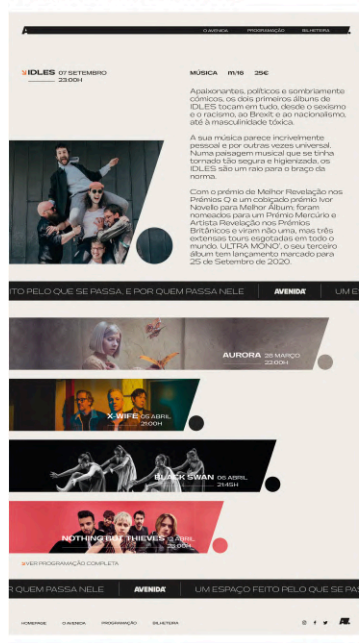 O AVENIDA PROGRAMAÇÃO BILHETEIRA
IDLES 07 SETEMBRO
23:00H
MÚSICA M/16 25€
Apaixonantes, políticos e sombriamente
cómicos, os dois primeiros álbuns de
IDLES tocam em tudo, desde o sexismo
e o racismo, ao Brexit e ao nacionalismo,
até à masculinidade tóxica.
A sua música parece incrivelmente
pessoal e por outras vezes universal.
Numa paisagem musical que se tinha
tornado tão segura e higienizada, os
IDLES são um raio para o braço da
norma.
Com o prémio de Melhor Revelação nos
Prémios Q e um cobiçado prémio Ivor
Novello para Melhor Álbum, foram
nomeados para um Prémio Mercúrio e
Artista Revelação nos Prémios
Britânicos e viram não uma, mas três
extensas tours esgotadas em todo o
mundo. ULTRA MONO', o seu terceiro
álbum tem lançamento marcado para
25 de Setembro de 2020.
ITO PELO QUE SE PASSA, E POR QUEM PASSA NELE AVENIDA' UM E
AURORA 28 MARÇO
22:00H
X-WIFE 05 ABRIL
21:00H
BLACK SWAN 06 ABRIL
21:45H
NOTHING BUT THIEVES ABRIL
22:00H
VER PROGRAMAÇÃO COMPLETA
R QUEM PASSA NELE AVENIDA' UM ESPAÇO FEITO PELO QUE SE PAS
HOMEPAGE O AVENIDA PROGRAMAÇÃO BILHETEIRA